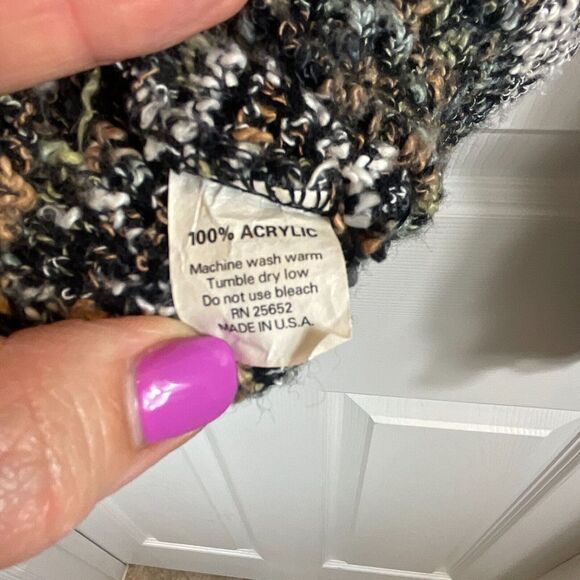 100% ACRYLIC
Machine wash warm
Tumble dry low
Do not use bleach
RN 25652
MADE IN U.S.A.